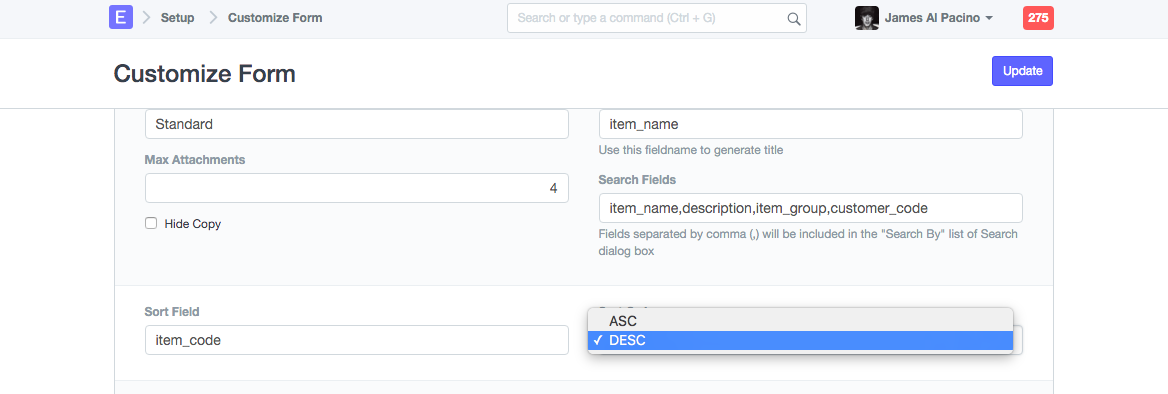 E Setup Customize Form Search or type a command (Ctrl + G) James Al Pacino 275
Customize Form Update
Standard
item_name
Use this fieldname to generate title
Max Attachments
4
Search Fields
item_name,description,item_group,customer_code
Hide Copy
Fields separated by comma (,) will be included in the "Search By" list of Search
dialog box
Sort Field
item_code
ASC
✓ DESC